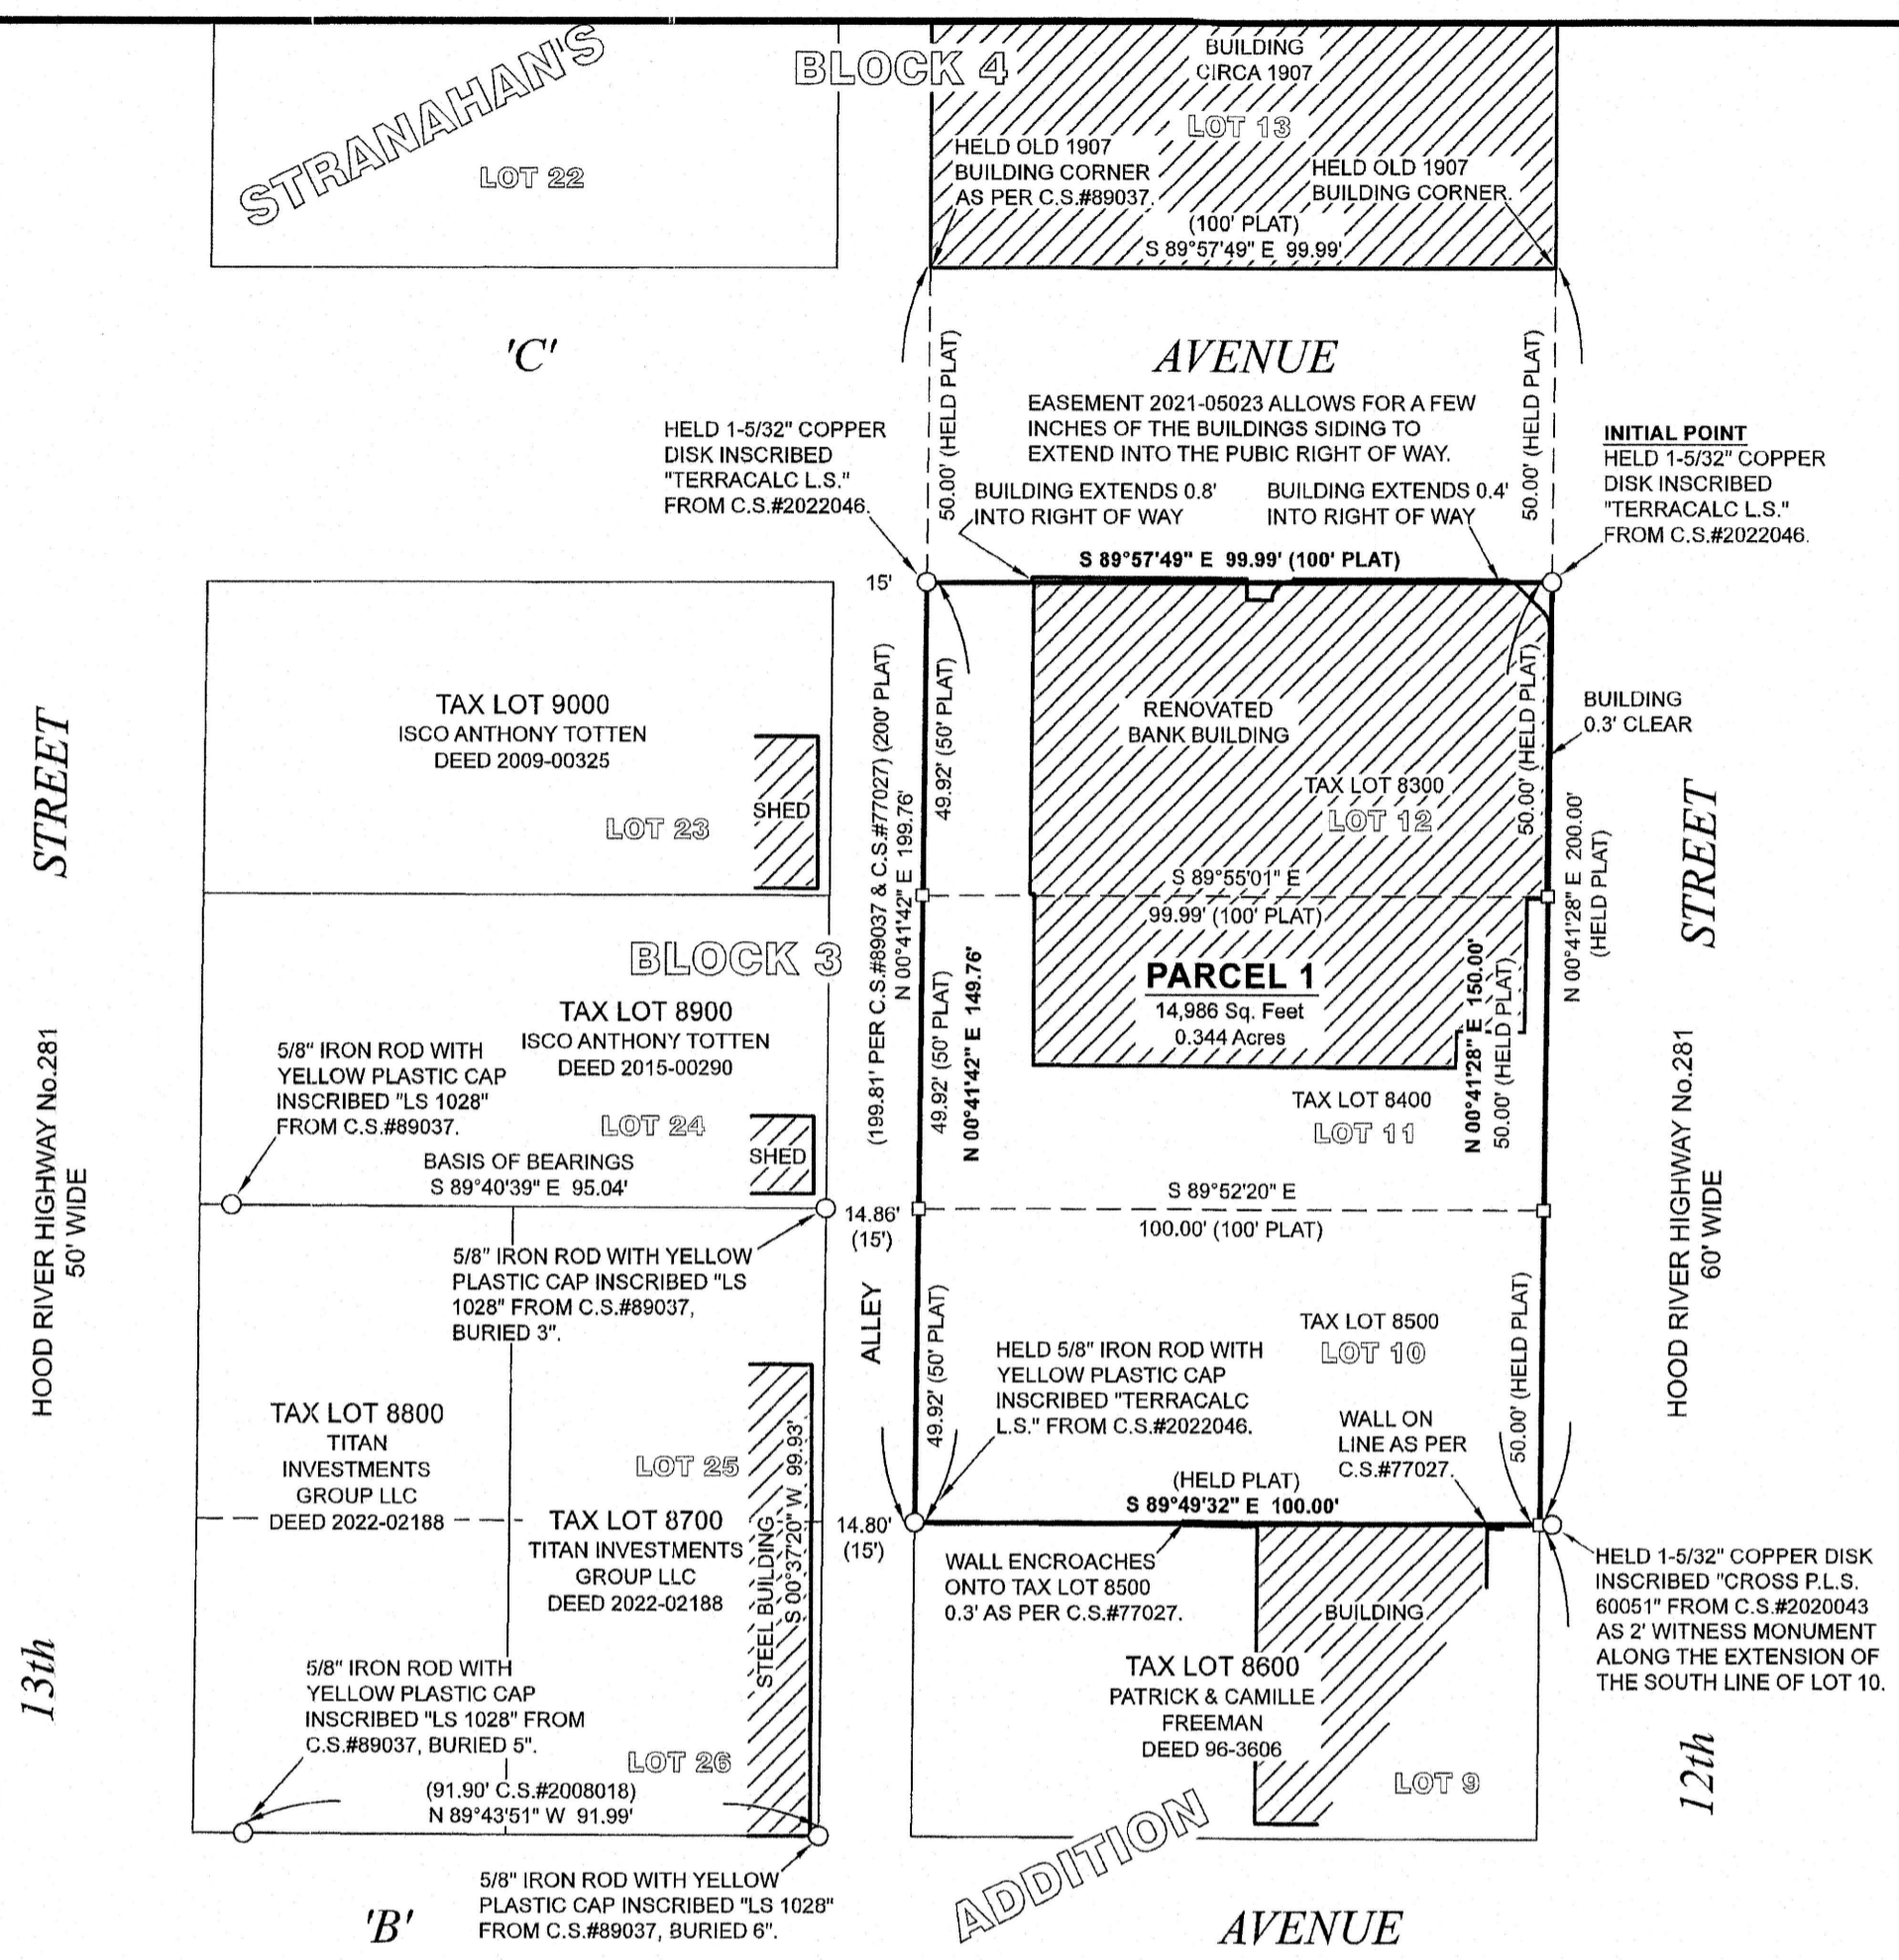 STRANAHAN'S
LOT 22
BLOCK 4
BUILDING
CIRCA 1907
LOT 13
HELD OLD 1907
BUILDING CORNER
AS PER C.S.#89037.
HELD OLD 1907
BUILDING CORNER.
(100' PLAT)
S 89°57'49" E 99.99'
'C'
AVENUE
50.00' (HELD PLAT)
50.00' (HELD PLAT)
EASEMENT 2021-05023 ALLOWS FOR A FEW
INCHES OF THE BUILDINGS SIDING TO
EXTEND INTO THE PUBIC RIGHT OF WAY.
HELD 1-5/32" COPPER
DISK INSCRIBED
"TERRACALC L.S."
FROM C.S.#2022046.
BUILDING EXTENDS 0.8'
INTO RIGHT OF WAY
BUILDING EXTENDS 0.4'
INTO RIGHT OF WAY
INITIAL POINT
HELD 1-5/32" COPPER
DISK INSCRIBED
"TERRACALC L.S."
FROM C.S.#2022046.
S 89°57'49" E 99.99' (100' PLAT)
15'
TAX LOT 9000
ISCO ANTHONY TOTTEN
DEED 2009-00325
SHED
LOT 23
(199.81' PER C.S.#89037 & C.S.#77027) (200' PLAT)
N 00°41'42" E 199.76'
49.92' (50' PLAT)
RENOVATED
BANK BUILDING
TAX LOT 8300
LOT 12
50.00' (HELD PLAT)
BUILDING
0.3' CLEAR
STREET
STREET
S 89°55'01" E
99.99' (100' PLAT)
N 00°41'28" E 200.00'
(HELD PLAT)
BLOCK 3
TAX LOT 8900
ISCO ANTHONY TOTTEN
DEED 2015-00290
49.92' (50' PLAT)
N 00°41'42" E 149.76'
PARCEL 1
14,986 Sq. Feet
0.344 Acres
N 00°41'28" E 150.00'
50.00' (HELD PLAT)
5/8" IRON ROD WITH
YELLOW PLASTIC CAP
INSCRIBED "LS 1028"
FROM C.S.#89037.
LOT 24
SHED
TAX LOT 8400
LOT 11
BASIS OF BEARINGS
S 89°40'39" E 95.04'
HOOD RIVER HIGHWAY No.281
50' WIDE
HOOD RIVER HIGHWAY No.281
60' WIDE
14.86'
(15')
S 89°52'20" E
100.00' (100' PLAT)
5/8" IRON ROD WITH YELLOW
PLASTIC CAP INSCRIBED "LS
1028" FROM C.S.#89037,
BURIED 3".
ALLEY
49.92' (50' PLAT)
HELD 5/8" IRON ROD WITH
YELLOW PLASTIC CAP
INSCRIBED "TERRACALC
L.S." FROM C.S.#2022046.
TAX LOT 8500
LOT 10
50.00' (HELD PLAT)
WALL ON
LINE AS PER
C.S.#77027.
TAX LOT 8800
TITAN
INVESTMENTS
GROUP LLC
DEED 2022-02188
LOT 25
TAX LOT 8700
TITAN INVESTMENTS
GROUP LLC
DEED 2022-02188
STEEL BUILDING
S 00°37'20" W 99.93'
14.80'
(15')
(HELD PLAT)
S 89°49'32" E 100.00'
WALL ENCROACHES
ONTO TAX LOT 8500
0.3' AS PER C.S.#77027.
BUILDING
HELD 1-5/32" COPPER DISK
INSCRIBED "CROSS P.L.S.
60051" FROM C.S.#2020043
AS 2' WITNESS MONUMENT
ALONG THE EXTENSION OF
THE SOUTH LINE OF LOT 10.
TAX LOT 8600
PATRICK & CAMILLE
FREEMAN
DEED 96-3606
LOT 9
13th
12th
5/8" IRON ROD WITH
YELLOW PLASTIC CAP
INSCRIBED "LS 1028" FROM
C.S.#89037, BURIED 5".
LOT 26
(91.90' C.S.#2008018)
N 89°43'51" W 91.99'
5/8" IRON ROD WITH YELLOW
PLASTIC CAP INSCRIBED "LS 1028"
FROM C.S.#89037, BURIED 6".
ADDITION
'B'
AVENUE